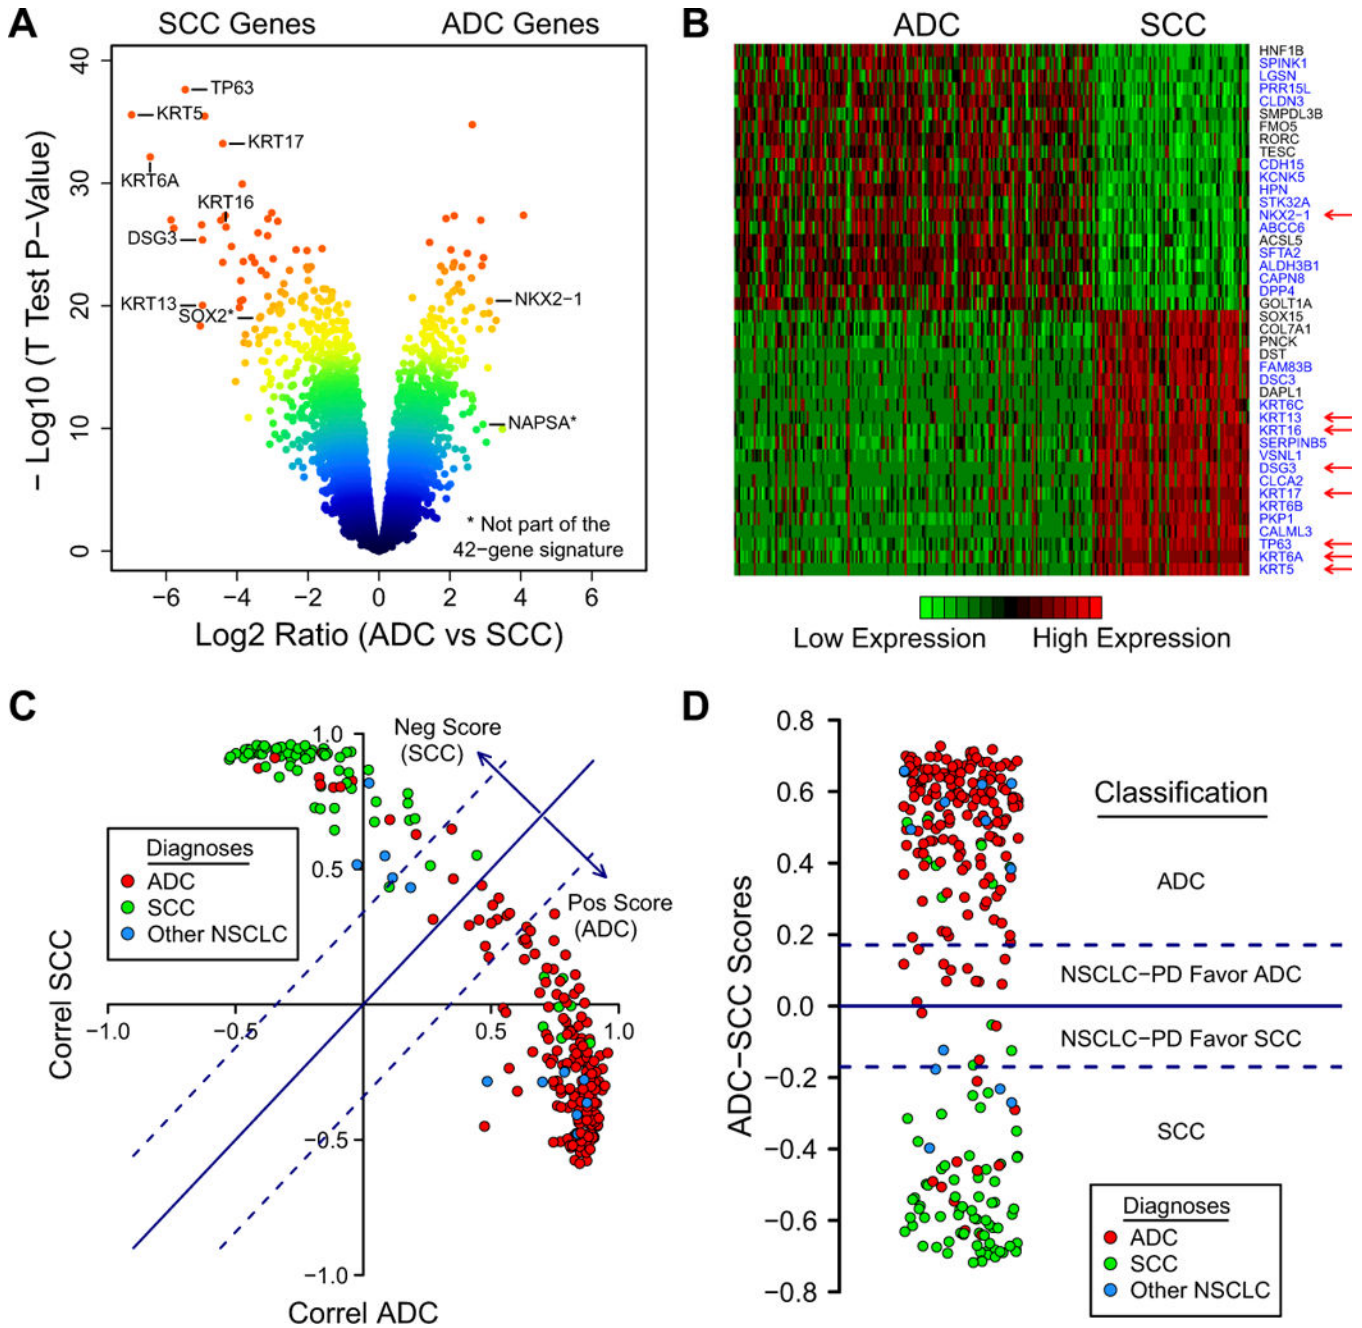 A
SCC Genes
ADC Genes
− Log10 (T Test P-Value)
40
30
20
10
0
TP63
KRT5
KRT17
KRT6A
KRT16
DSG3
KRT13
SOX2*
NKX2−1
NAPSA*
* Not part of the
42−gene signature
−6
−4
−2
0
2
4
6
Log2 Ratio (ADC vs SCC)
B
ADC
SCC
HNF1B
SPINK1
LGSN
PRR15L
CLDN3
SMPDL3B
FMO5
RORC
TESC
CDH15
KCNK5
HPN
STK32A
NKX2−1
ABCC6
ACSL5
SFTA2
ALDH3B1
CAPN8
DPP4
GOLT1A
SOX15
COL7A1
PNCK
DST
FAM83B
DSC3
DAPL1
KRT6C
KRT13
KRT16
SERPINB5
VSNL1
DSG3
CLCA2
KRT17
KRT6B
PKP1
CALML3
TP63
KRT6A
KRT5
Low Expression
High Expression
C
Neg Score
(SCC)
Pos Score
(ADC)
Diagnoses
ADC
SCC
Other NSCLC
Correl SCC
1.0
0.5
−0.5
−1.0
−1.0
−0.5
0.5
1.0
Correl ADC
D
ADC−SCC Scores
0.8
0.6
0.4
0.2
0.0
−0.2
−0.4
−0.6
−0.8
Classification
ADC
NSCLC−PD Favor ADC
NSCLC−PD Favor SCC
SCC
Diagnoses
ADC
SCC
Other NSCLC